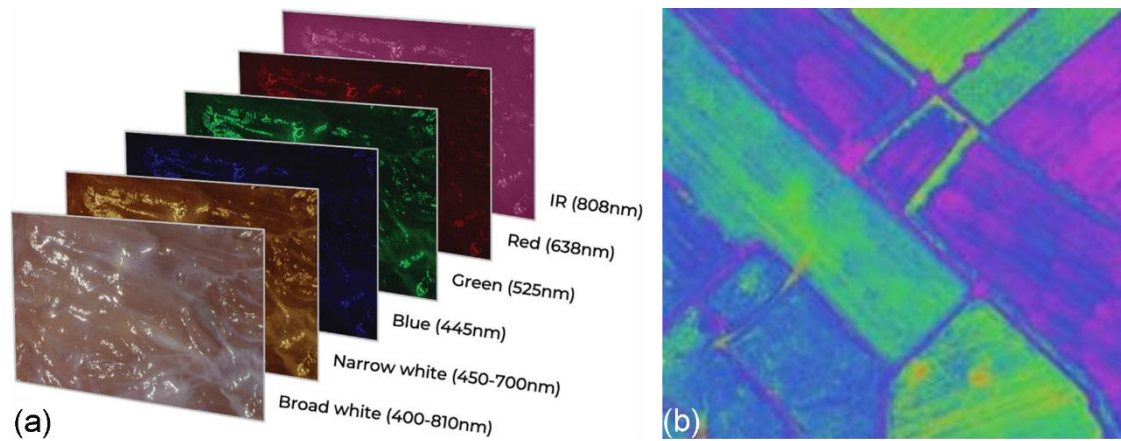 IR (808nm)
Red (638nm)
Green (525nm)
Blue (445nm)
Narrow white (450-700nm)
Broad white (400-810nm)
(a)
(b)